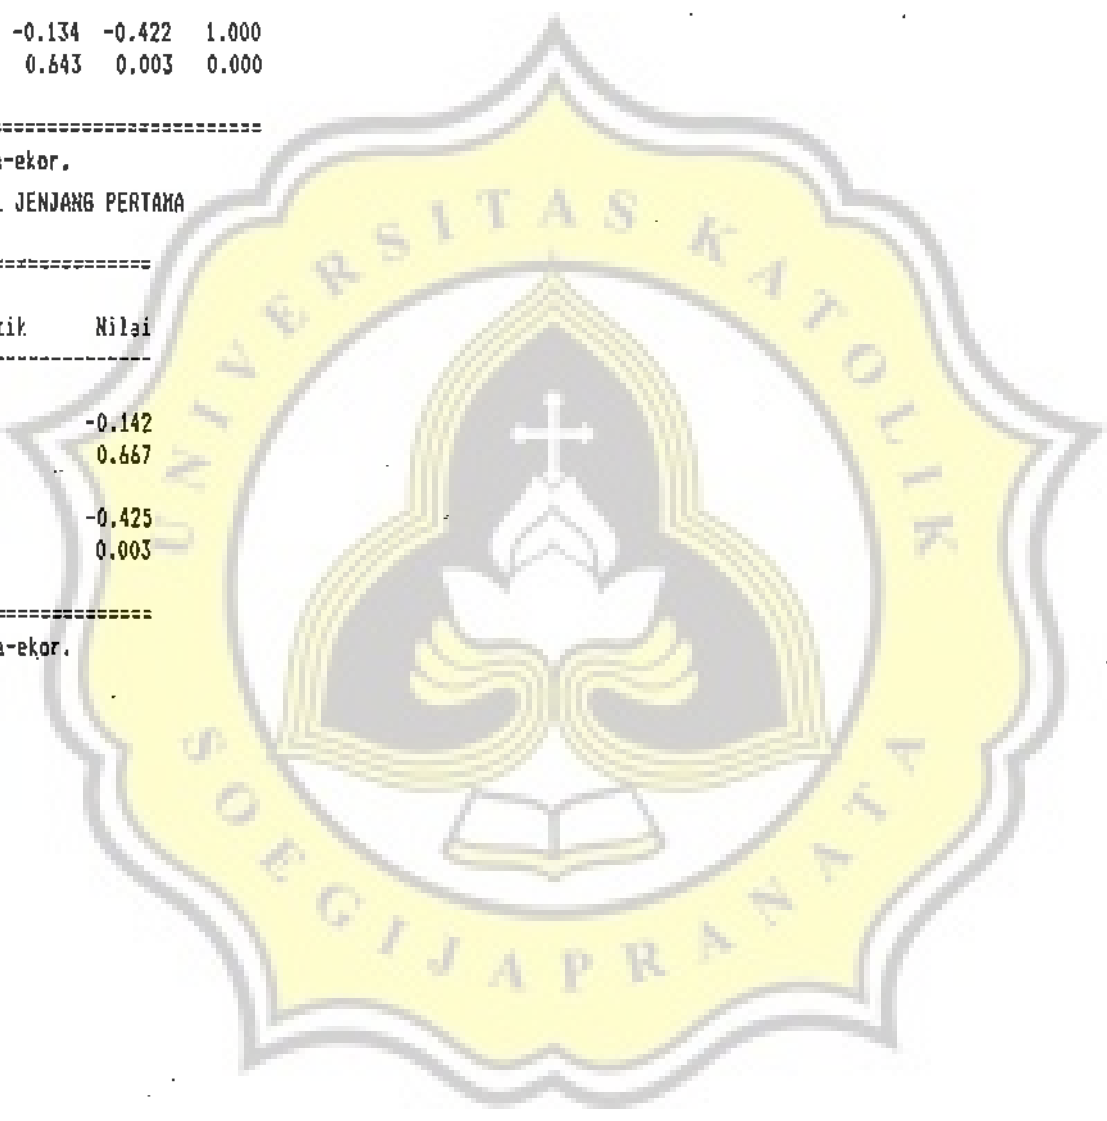 -0.134 -0.422 1.000
0.643 0.003 0.000
=========================
-ekor.
JENJANG PERTAMA
===============
tik Nilai
---------------
-0.142
0.667
-0.425
0.003
===============
a-ekor.
UNIVERSITAS KATOLIK
SOEGIJAPRANATA